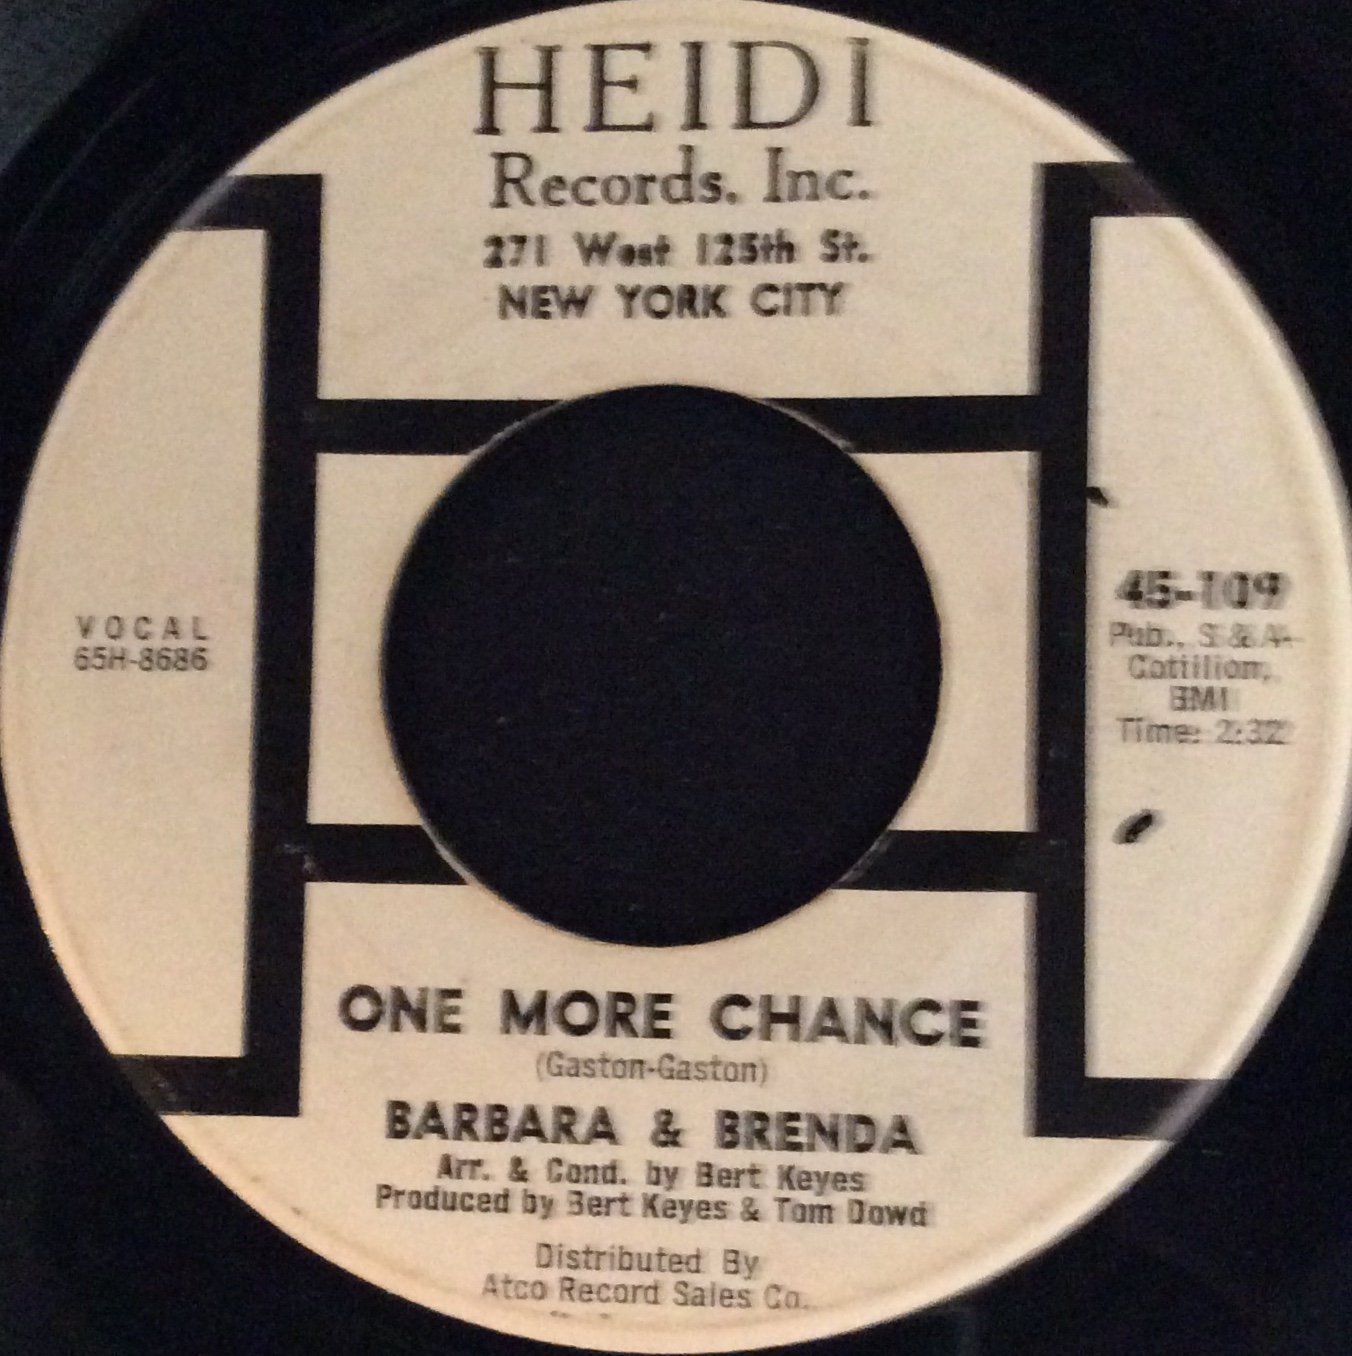 HEIDI
Records, Inc.
271 West 125th St.
NEW YORK CITY
VOCAL
65H-8686
45-109
Pub., S & A-
Cotillion,
BMI
Time: 2:32
ONE MORE CHANCE
(Gaston-Gaston)
BARBARA & BRENDA
Arr. & Cond. by Bert Keyes
Produced by Bert Keyes & Tom Dowd
Distributed By
Atco Record Sales Co.